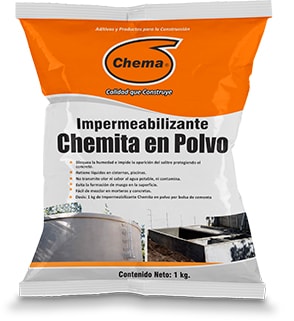 Aditivos y Productos para la Construcción
Chema
Calidad que Construye
Impermeabilizante
Chemita en Polvo
Bloquea la humedad e impide la aparición del salitre protegiendo el
concreto.
Retiene líquidos en cisternas, piscinas.
No transmite olor ni sabor al agua potable, ni contamina.
Evita la formación de musgo en la superficie.
Fácil de mezclar en morteros y concretos.
Dosis: 1 kg de impermeabilizante Chemita en polvo por bolsa de cemento
Contenido Neto: 1 kg.